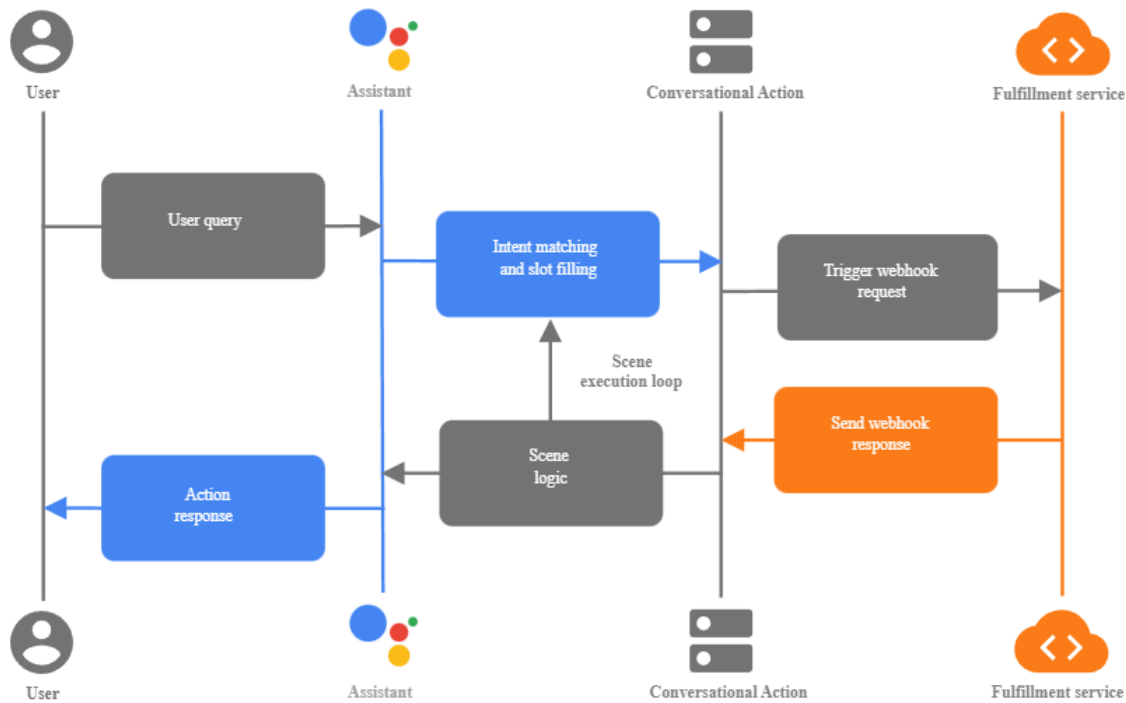 User
Assistant
Conversational Action
Fulfillment service
User query
Intent matching
and slot filling
Trigger webhook
request
Scene
execution loop
Send webhook
response
Scene
logic
Action
response
User
Assistant
Conversational Action
Fulfillment service